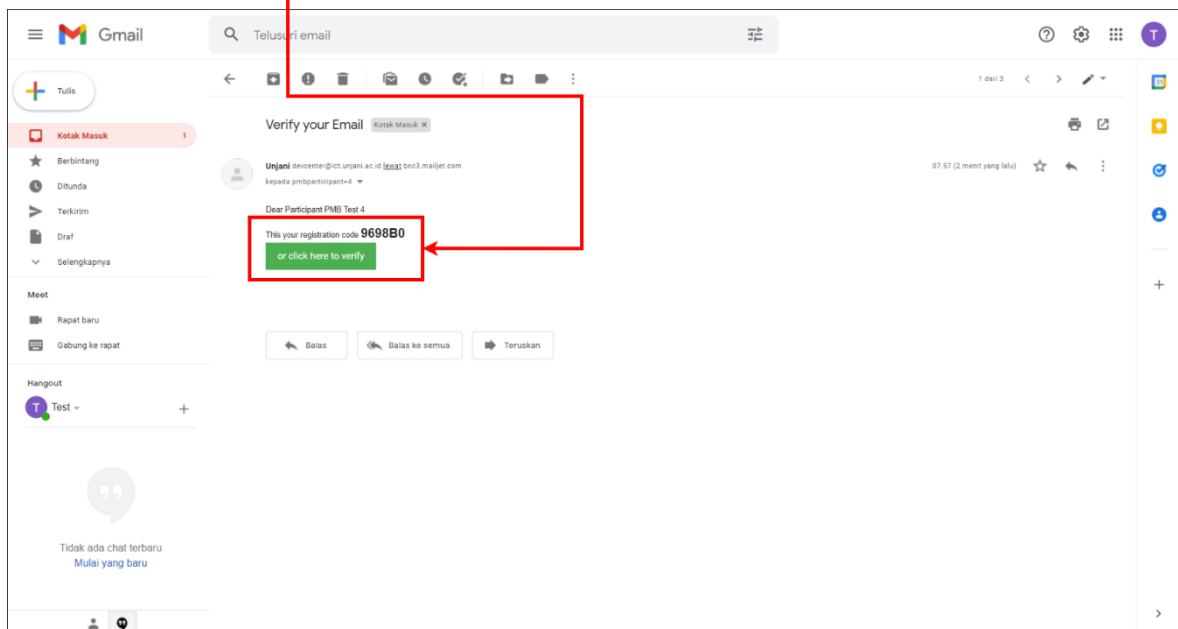 Gmail
Telusuri email
T
Tulis
1 dari 3
31
Kotak Masuk 1
Berbintang
Ditunda
Terkirim
Draf
Selengkapnya
Meet
Rapat baru
Gabung ke rapat
Hangout
T Test
Tidak ada chat terbaru
Mulai yang baru
Verify your Email Kotak Masuk x
Unjani devcenter@ict.unjani.ac.id lewat bnc3.mailjet.com
07.57 (2 menit yang lalu)
kepada pmbparticipant+4
Dear Participant PMB Test 4
This your registration code 9698B0
or click here to verify
Balas
Balas ke semua
Teruskan